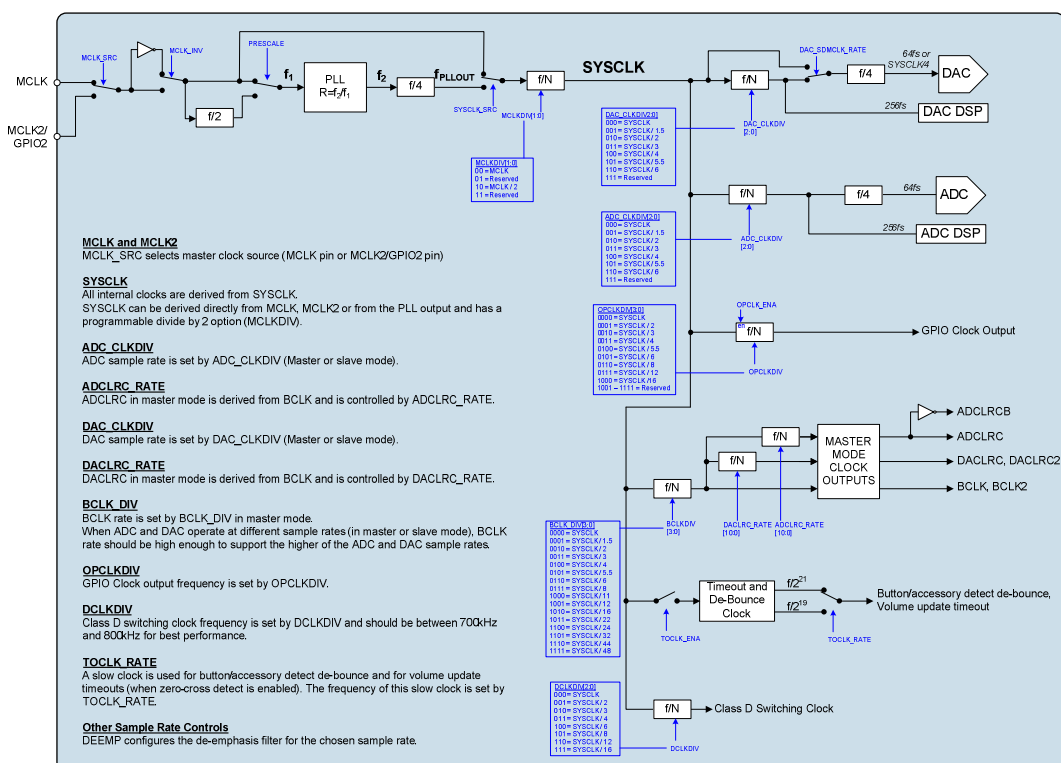 MCLK
MCLK2/
GPIO2
MCLK_SRC
MCLK_INV
PRESCALE
f/2
f1
PLL
R=f2/f1
f2
f/4
fPLLOUT
SYSCLK_SRC
MCLKDIV[1:0]
f/N
SYSCLK
MCLKDIV[1:0]
00 = MCLK
01 = Reserved
10 = MCLK / 2
11 = Reserved
DAC_SDMCLK_RATE
f/N
f/4
64fs or
SYSCLK/4
DAC
256fs
DAC DSP
DAC_CLKDIV
[2:0]
DAC_CLKDIV[2:0]
000 = SYSCLK
001 = SYSCLK / 1.5
010 = SYSCLK / 2
011 = SYSCLK / 3
100 = SYSCLK / 4
101 = SYSCLK / 5.5
110 = SYSCLK / 6
111 = Reserved
f/N
f/4
64fs
ADC
256fs
ADC DSP
ADC_CLKDIV
[2:0]
ADC_CLKDIV[2:0]
000 = SYSCLK
001 = SYSCLK / 1.5
010 = SYSCLK / 2
011 = SYSCLK / 3
100 = SYSCLK / 4
101 = SYSCLK / 5.5
110 = SYSCLK / 6
111 = Reserved
OPCLK_ENA
en
f/N
GPIO Clock Output
OPCLKDIV
OPCLKDIV[3:0]
0000 = SYSCLK
0001 = SYSCLK / 2
0010 = SYSCLK / 3
0011 = SYSCLK / 4
0100 = SYSCLK / 5.5
0101 = SYSCLK / 6
0110 = SYSCLK / 8
0111 = SYSCLK / 12
1000 = SYSCLK /16
1001 – 1111 = Reserved
f/N
f/N
f/N
MASTER
MODE
CLOCK
OUTPUTS
ADCLRCB
ADCLRC
DACLRC, DACLRC2
BCLK, BCLK2
BCLKDIV
[3:0]
DACLRC_RATE
[10:0]
ADCLRC_RATE
[10:0]
BCLK_DIV[3:0]
0000 = SYSCLK
0001 = SYSCLK / 1.5
0010 = SYSCLK / 2
0011 = SYSCLK / 3
0100 = SYSCLK / 4
0101 = SYSCLK / 5.5
0110 = SYSCLK / 6
0111 = SYSCLK / 8
1000 = SYSCLK / 11
1001 = SYSCLK / 12
1010 = SYSCLK / 16
1011 = SYSCLK / 22
1100 = SYSCLK / 24
1101 = SYSCLK / 32
1110 = SYSCLK / 44
1111 = SYSCLK / 48
TOCLK_ENA
Timeout and
De-Bounce
Clock
f/2^21
f/2^19
TOCLK_RATE
Button/accessory detect de-bounce,
Volume update timeout
DCLKDIV[2:0]
000 = SYSCLK
001 = SYSCLK / 2
010 = SYSCLK / 3
011 = SYSCLK / 4
100 = SYSCLK / 6
101 = SYSCLK / 8
110 = SYSCLK / 12
111 = SYSCLK / 16
f/N
Class D Switching Clock
DCLKDIV
MCLK and MCLK2
MCLK_SRC selects master clock source (MCLK pin or MCLK2/GPIO2 pin)
SYSCLK
All internal clocks are derived from SYSCLK.
SYSCLK can be derived directly from MCLK, MCLK2 or from the PLL output and has a
programmable divide by 2 option (MCLKDIV).
ADC_CLKDIV
ADC sample rate is set by ADC_CLKDIV (Master or slave mode).
ADCLRC_RATE
ADCLRC in master mode is derived from BCLK and is controlled by ADCLRC_RATE.
DAC_CLKDIV
DAC sample rate is set by DAC_CLKDIV (Master or slave mode).
DACLRC_RATE
DACLRC in master mode is derived from BCLK and is controlled by DACLRC_RATE.
BCLK_DIV
BCLK rate is set by BCLK_DIV in master mode.
When ADC and DAC operate at different sample rates (in master or slave mode), BCLK
rate should be high enough to support the higher of the ADC and DAC sample rates.
OPCLKDIV
GPIO Clock output frequency is set by OPCLKDIV.
DCLKDIV
Class D switching clock frequency is set by DCLKDIV and should be between 700kHz
and 800kHz for best performance.
TOCLK_RATE
A slow clock is used for button/accessory detect de-bounce and for volume update
timeouts (when zero-cross detect is enabled). The frequency of this slow clock is set by
TOCLK_RATE.
Other Sample Rate Controls
DEEMP configures the de-emphasis filter for the chosen sample rate.